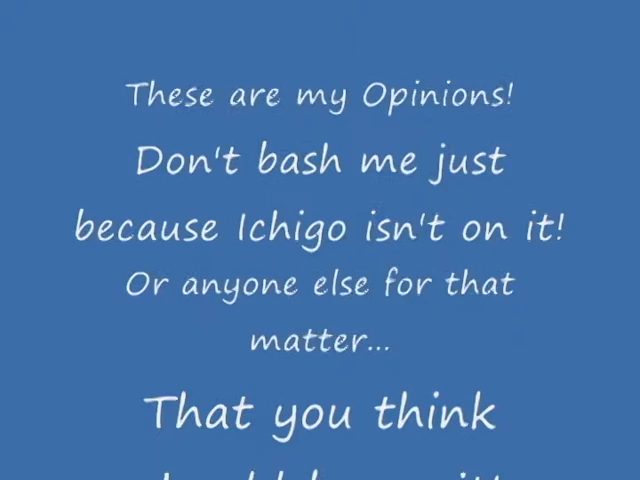 These are my Opinions!
Don't bash me just
because Ichigo isn't on it!
Or anyone else for that
matter...
That you think